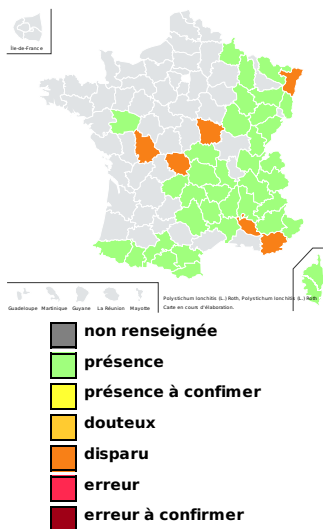 Île-de-France
Guadeloupe Martinique Guyane La Réunion Mayotte
Polystichum lonchitis (L.) Roth, Polystichum lonchitis (L.) Roth
Carte en cours d'élaboration.
non renseignée
présence
présence à confimer
douteux
disparu
erreur
erreur à confirmer